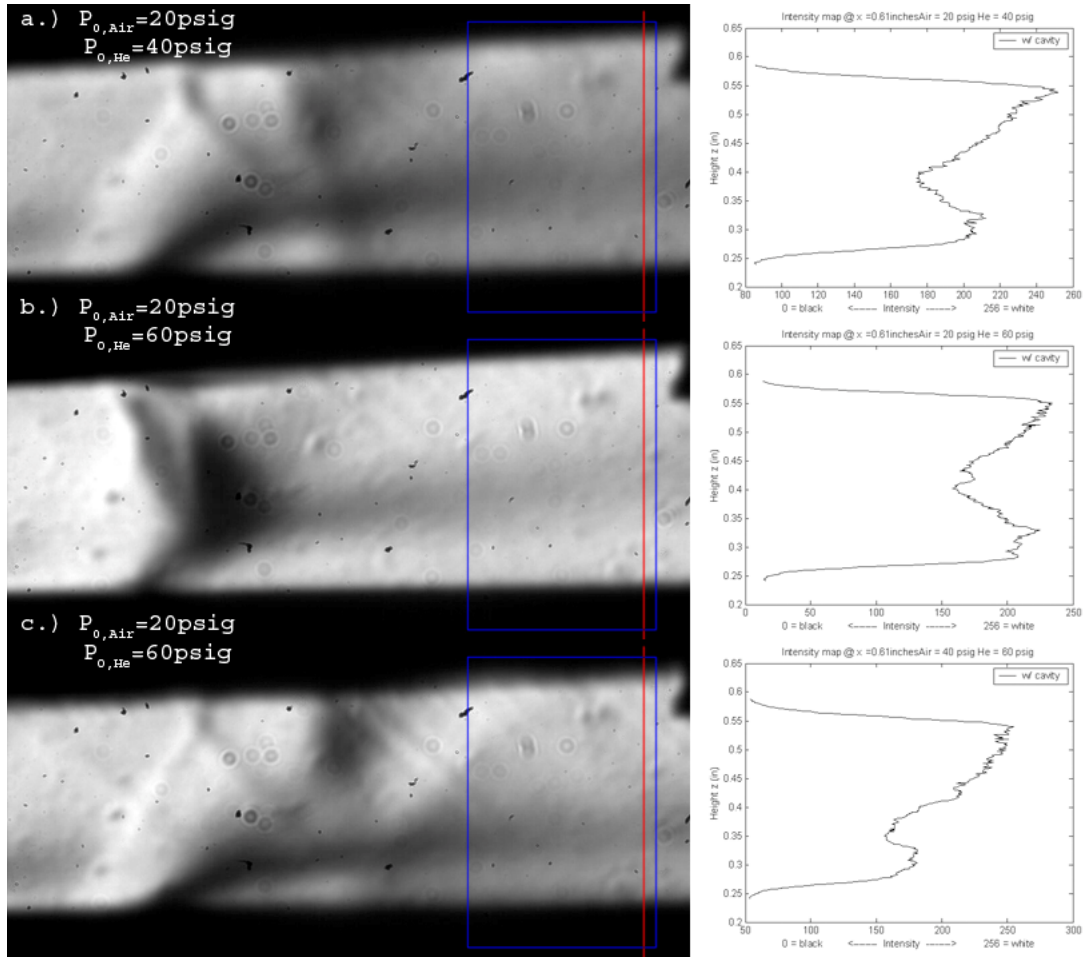 a.) P0,Air=20psig
P0,He=40psig
Intensity map @ x =0.61inchesAir = 20 psig He = 40 psig
w/ cavity
Height z (in)
0.65
0.6
0.55
0.5
0.45
0.4
0.35
0.3
0.25
0.2
80 100 120 140 160 180 200 220 240 260
0 = black <------ Intensity ------> 256 = white
b.) P0,Air=20psig
P0,He=60psig
Intensity map @ x =0.61inchesAir = 20 psig He = 60 psig
w/ cavity
Height z (in)
0.65
0.6
0.55
0.5
0.45
0.4
0.35
0.3
0.25
0.2
0 50 100 150 200 250
0 = black <------ Intensity ------> 256 = white
c.) P0,Air=20psig
P0,He=60psig
Intensity map @ x =0.61inchesAir = 40 psig He = 60 psig
w/ cavity
Height z (in)
0.65
0.6
0.55
0.5
0.45
0.4
0.35
0.3
0.25
0.2
50 100 150 200 250 300
0 = black <------ Intensity ------> 256 = white